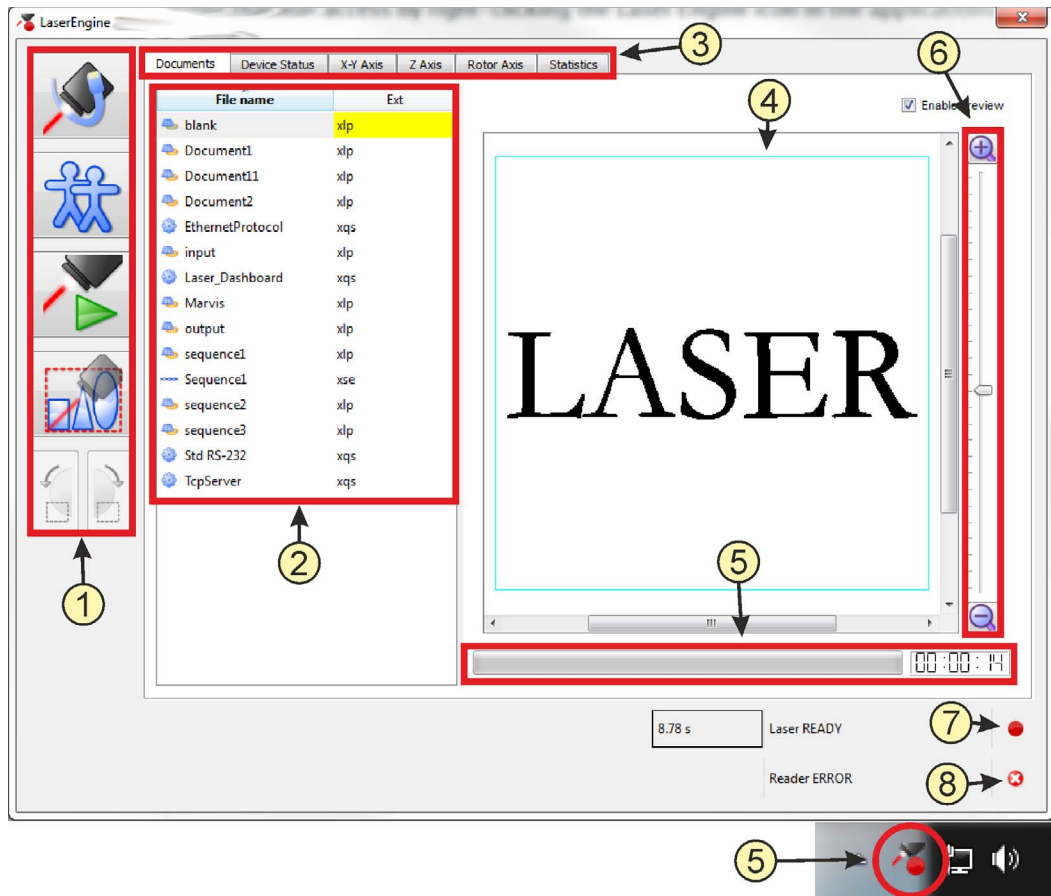 LaserEngine
3
6
Documents Device Status X-Y Axis Z Axis Rotor Axis Statistics
4
File name Ext
Enable Preview
blank xlp
Document1 xlp
Document11 xlp
Document2 xlp
EthernetProtocol xqs
input xlp
Laser_Dashboard xqs
Marvis xlp
output xlp
sequence1 xlp
Sequence1 xse
sequence2 xlp
sequence3 xlp
Std RS-232 xqs
TcpServer xqs
LASER
2
1
5
00:00:14
8.78 s Laser READY
7
Reader ERROR
8
5